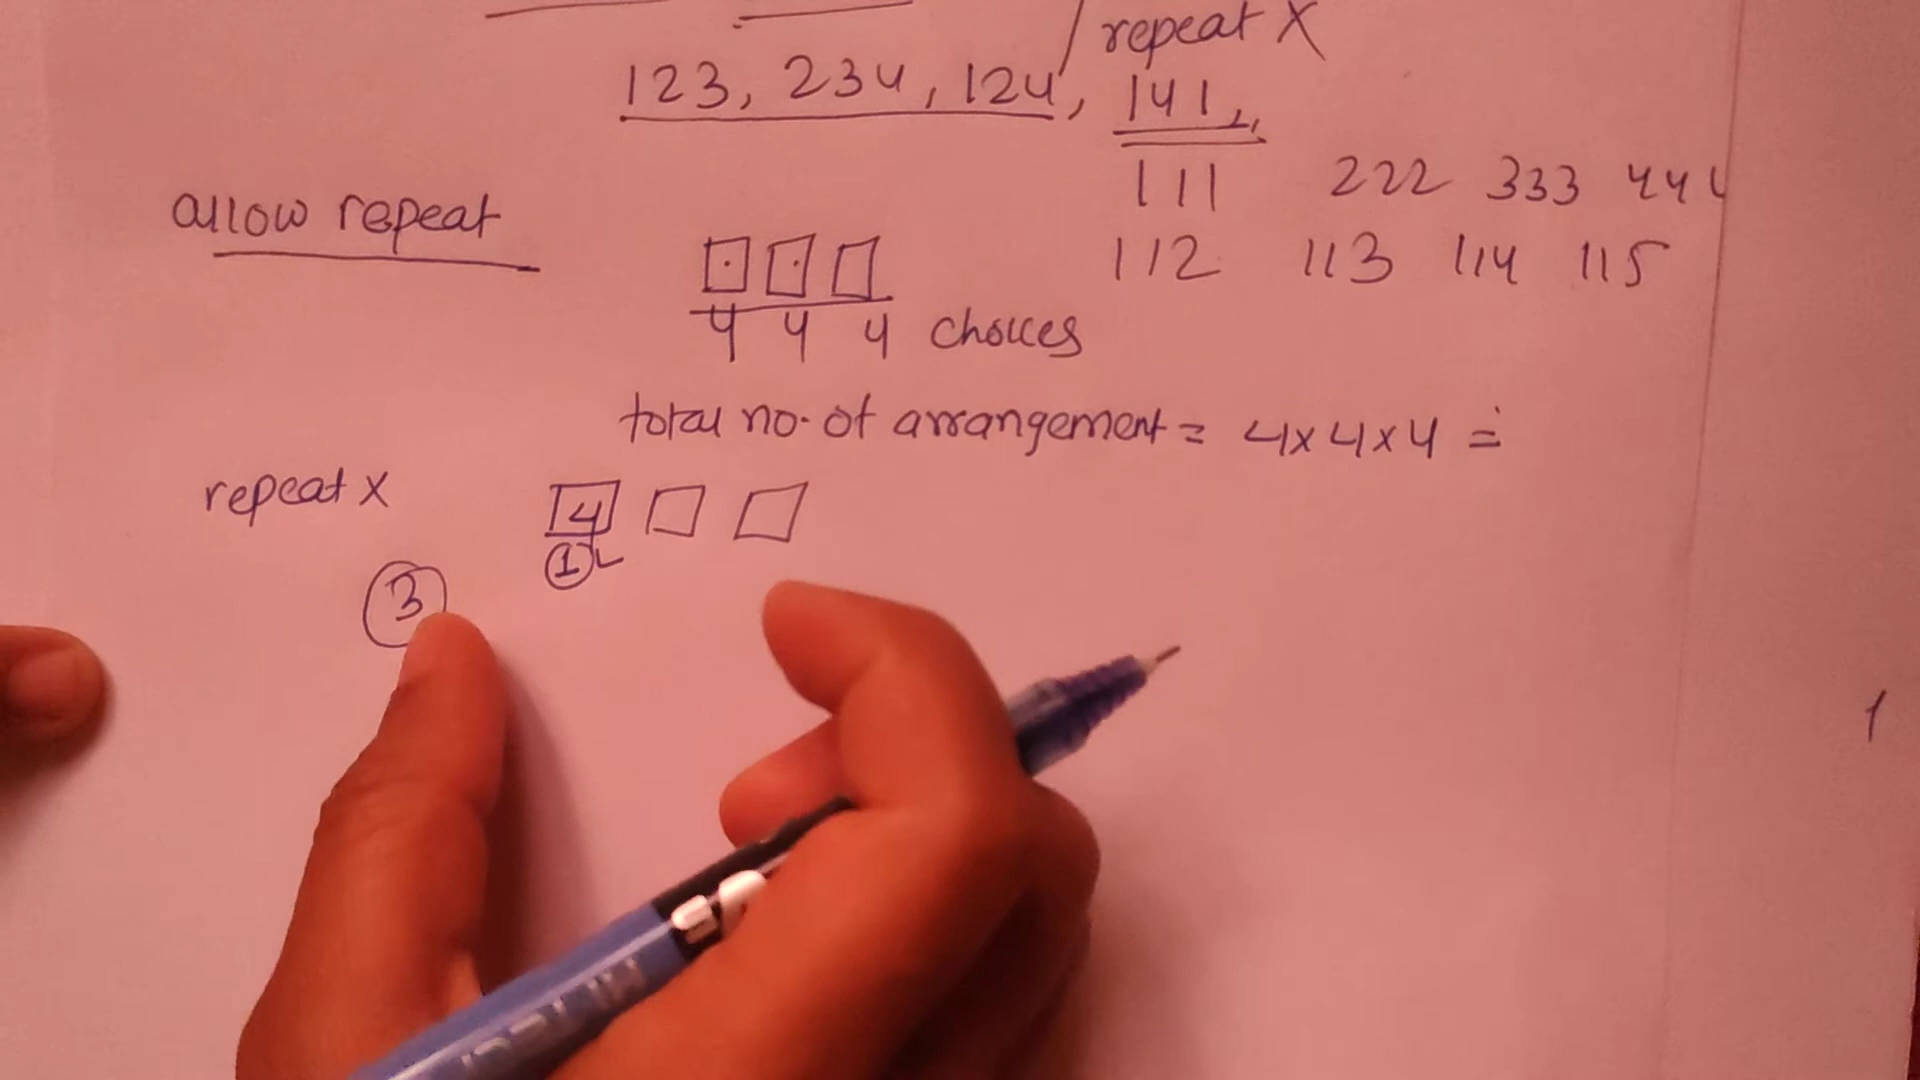 repeat X
123, 234, 124, 141,
111 222 333 444
allow repeat
112 113 114 115
4 4 4 choices
total no. of arrangement = 4x4x4 =
repeat X
4
1
3